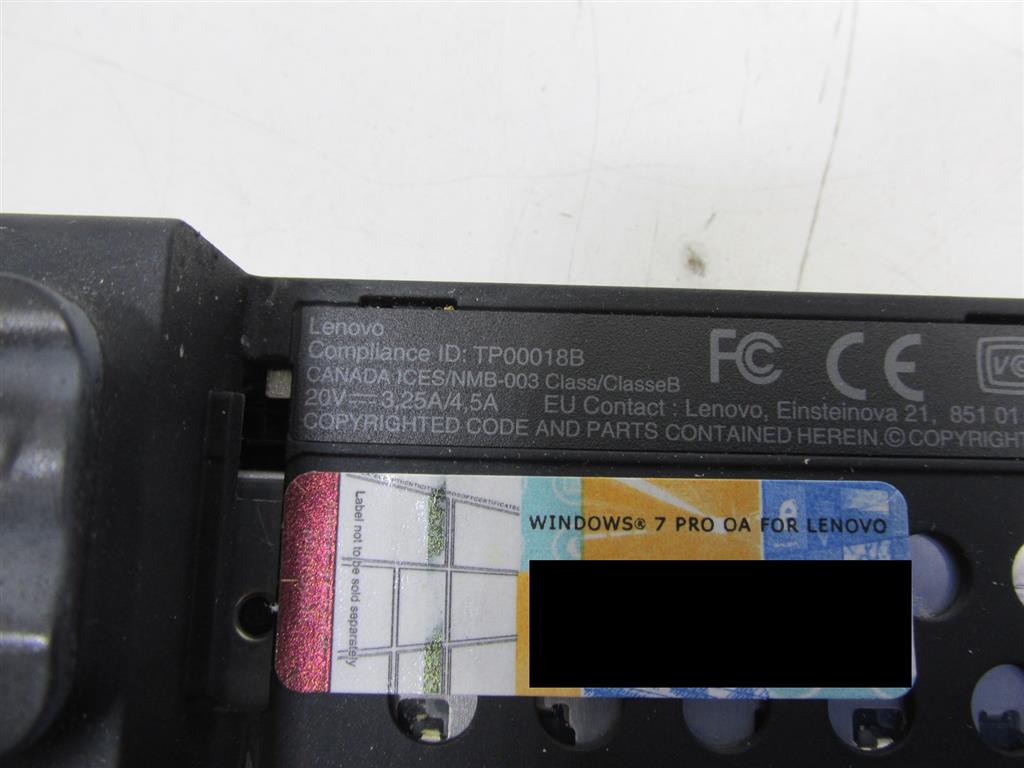 Lenovo
Compliance ID: TP00018B
CANADA ICES/NMB-003 Class/ClasseB
20V⎓3,25A/4,5A EU Contact : Lenovo, Einsteinova 21, 851 01
COPYRIGHTED CODE AND PARTS CONTAINED HEREIN.© COPYRIGHT
FC CE VC
Label not to be sold separately
WINDOWS® 7 PRO OA FOR LENOVO